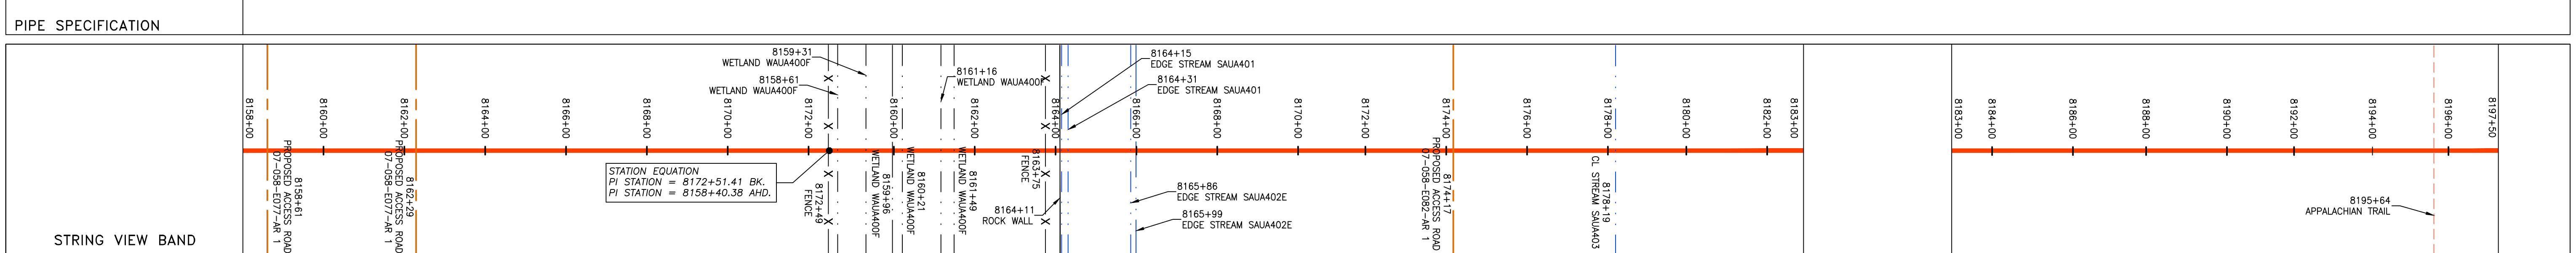 PIPE SPECIFICATION
STRING VIEW BAND
8158+00
8160+00
8162+00
8164+00
8166+00
8168+00
8170+00
8172+00
8160+00
8162+00
8164+00
8166+00
8168+00
8170+00
8172+00
8174+00
8176+00
8178+00
8180+00
8182+00
8183+00
8183+00
8184+00
8186+00
8188+00
8190+00
8192+00
8194+00
8196+00
8197+50
8158+61
PROPOSED ACCESS ROAD
07-058-E077-AR 1
8162+29
PROPOSED ACCESS ROAD
07-058-E077-AR 1
STATION EQUATION
PI STATION = 8172+51.41 BK.
PI STATION = 8158+40.38 AHD.
8159+31
WETLAND WAUA400F
8158+61
WETLAND WAUA400F
8172+49
FENCE
8159+96
WETLAND WAUA400F
8160+21
WETLAND WAUA400F
8161+16
WETLAND WAUA400F
8161+49
WETLAND WAUA400F
8163+75
FENCE
8164+11
ROCK WALL
8164+15
EDGE STREAM SAUA401
8164+31
EDGE STREAM SAUA401
8165+86
EDGE STREAM SAUA402E
8165+99
EDGE STREAM SAUA402E
8174+17
PROPOSED ACCESS ROAD
07-058-E082-AR 1
8178+19
CL STREAM SAUA403
8195+64
APPALACHIAN TRAIL